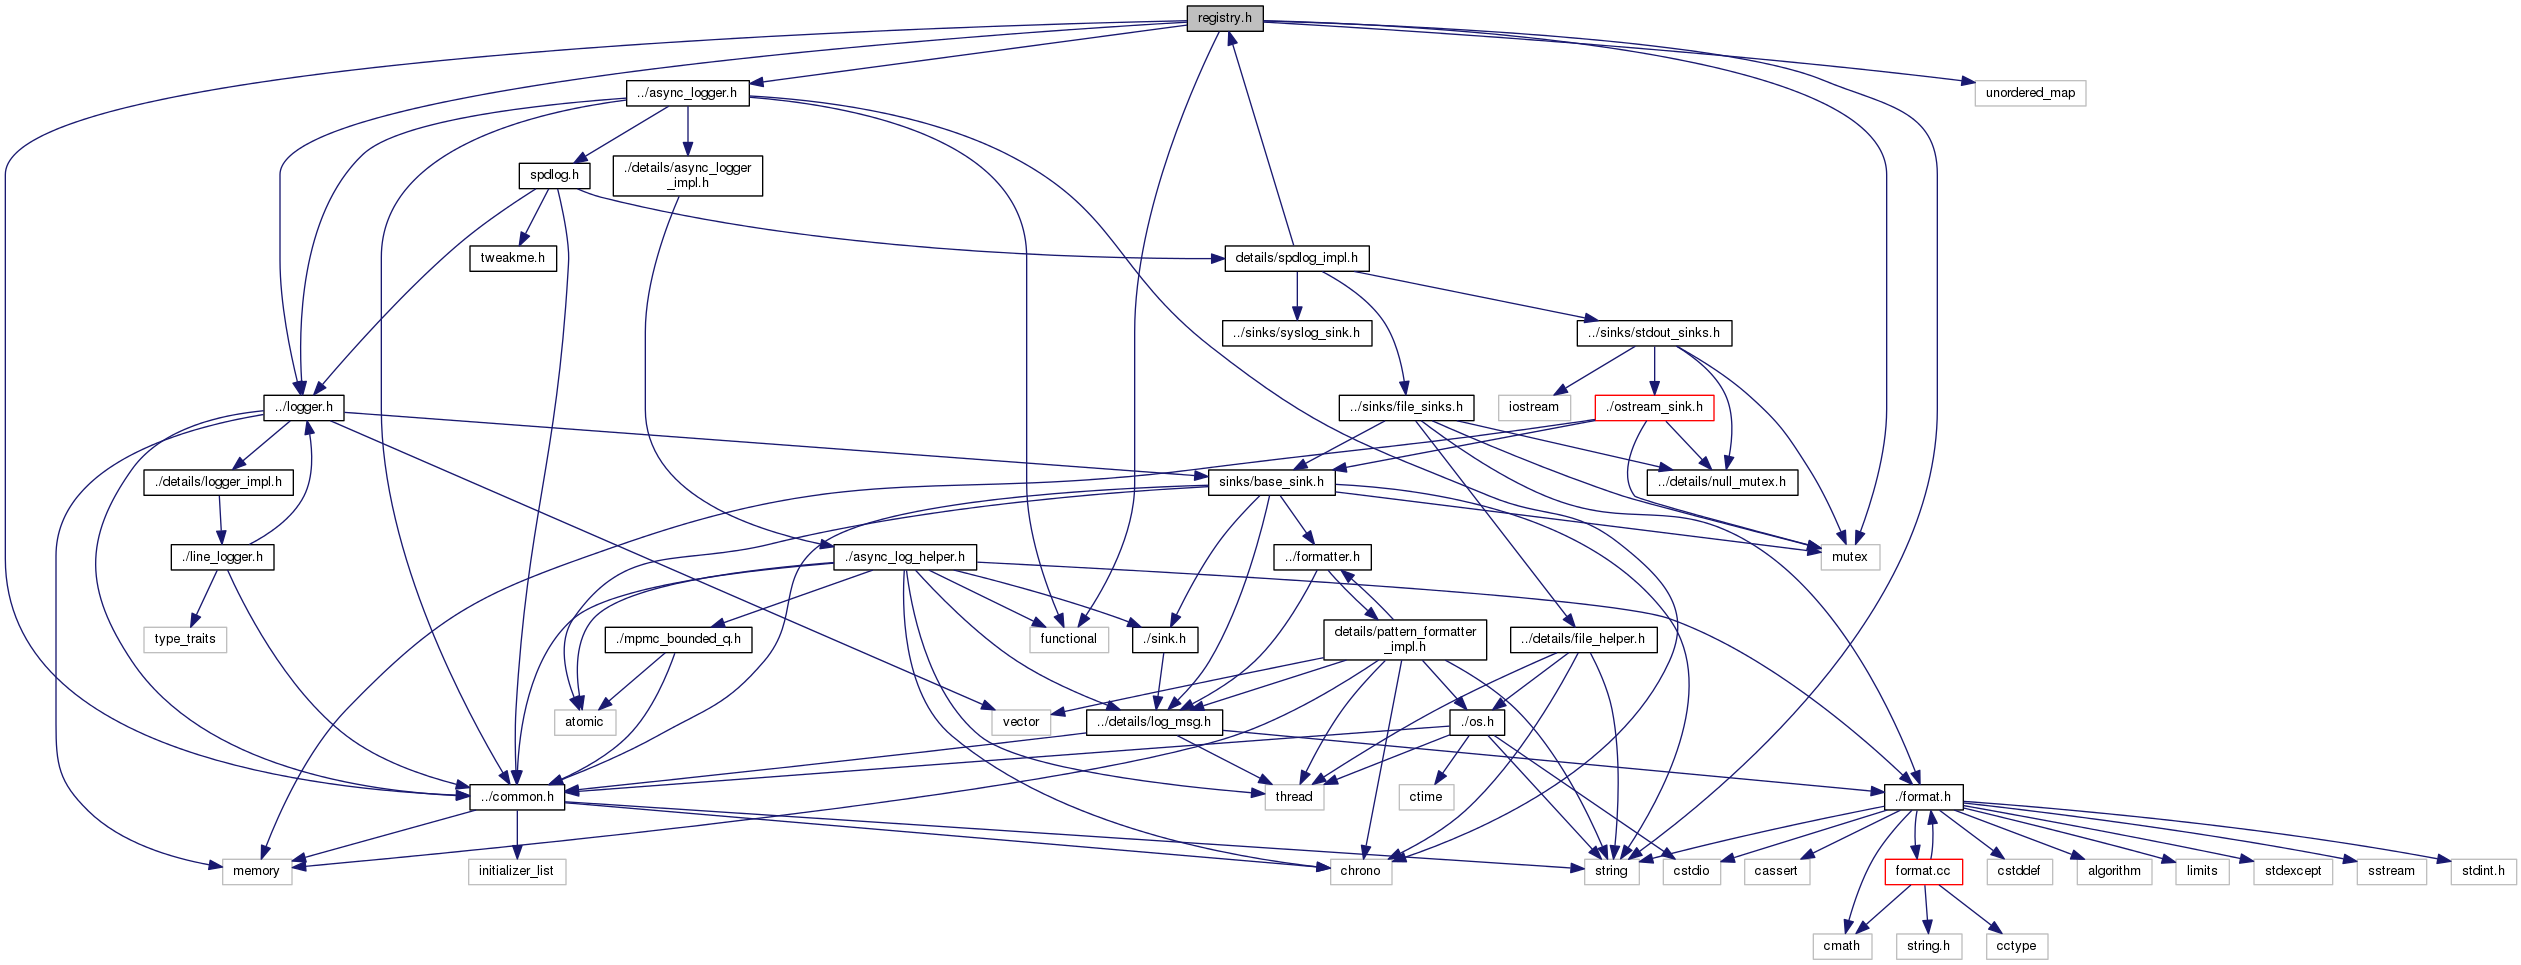 registry.h
../async_logger.h
unordered_map
spdlog.h
./details/async_logger
_impl.h
tweakme.h
details/spdlog_impl.h
../sinks/syslog_sink.h
../sinks/stdout_sinks.h
../logger.h
../sinks/file_sinks.h
iostream
./ostream_sink.h
./details/logger_impl.h
sinks/base_sink.h
../details/null_mutex.h
./line_logger.h
./async_log_helper.h
../formatter.h
mutex
type_traits
./mpmc_bounded_q.h
functional
./sink.h
details/pattern_formatter
_impl.h
../details/file_helper.h
atomic
vector
../details/log_msg.h
./os.h
../common.h
thread
ctime
./format.h
memory
initializer_list
chrono
string
cstdio
cassert
format.cc
cstddef
algorithm
limits
stdexcept
sstream
stdint.h
cmath
string.h
cctype